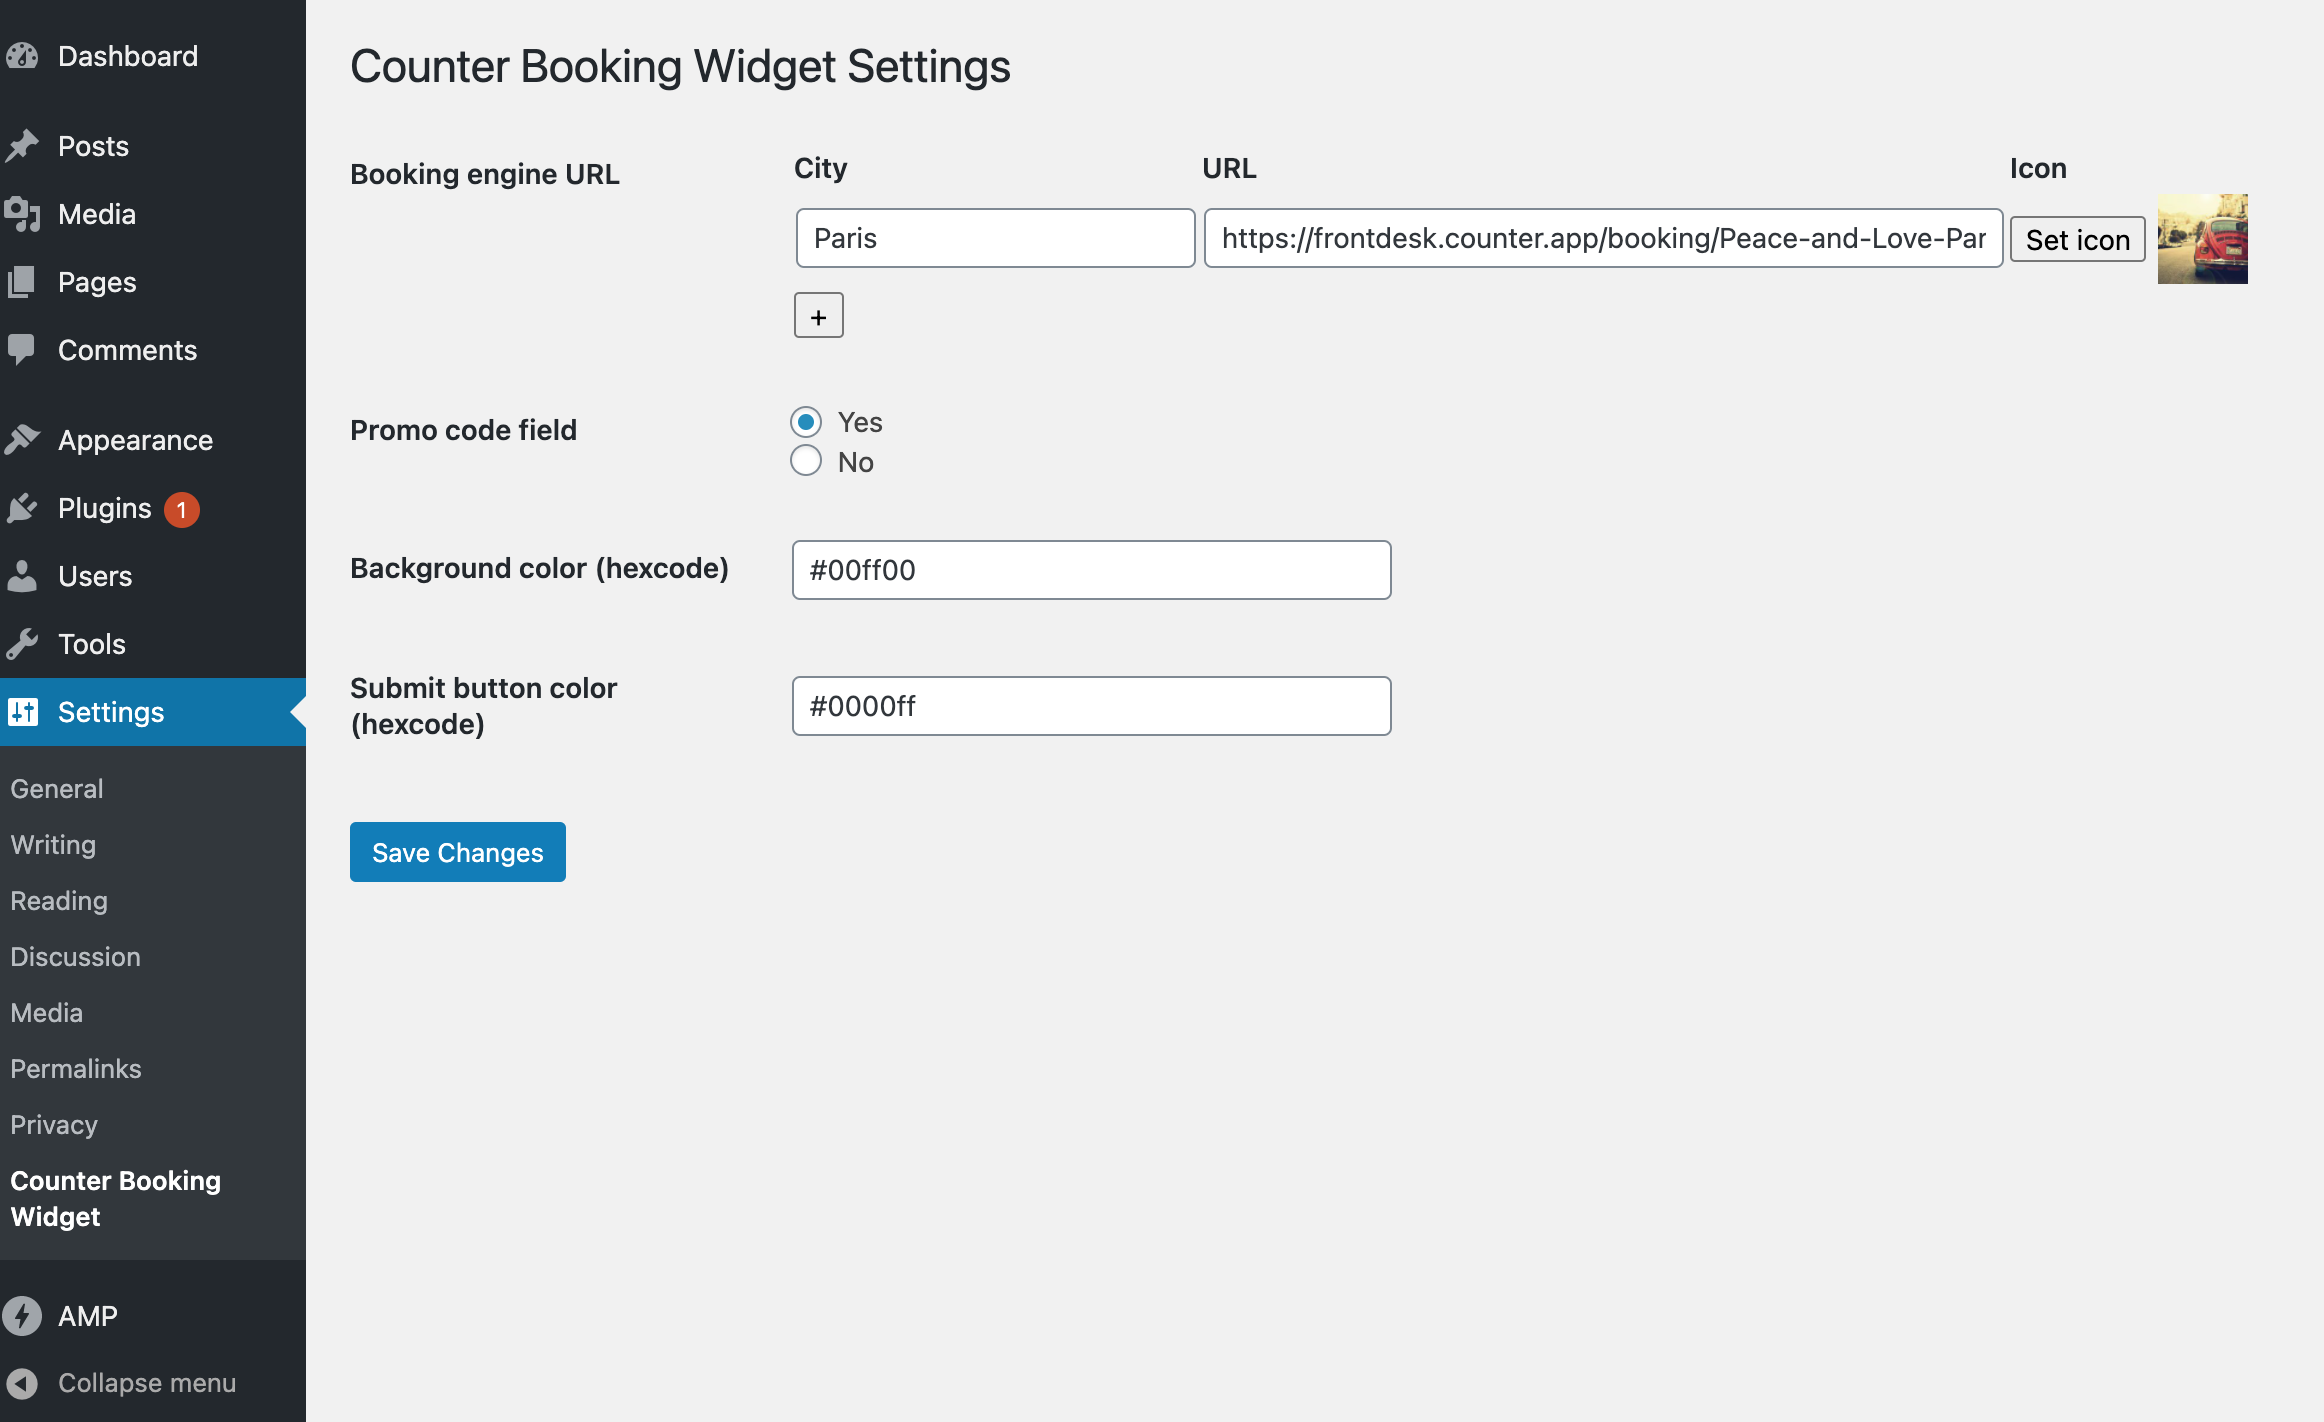 Dashboard
Posts
Media
Pages
Comments
Appearance
Plugins 1
Users
Tools
Settings
General
Writing
Reading
Discussion
Media
Permalinks
Privacy
Counter Booking
Widget
AMP
Collapse menu
Counter Booking Widget Settings
Booking engine URL
City URL Icon
Paris https://frontdesk.counter.app/booking/Peace-and-Love-Par Set icon
+
Promo code field
Yes
No
Background color (hexcode)
#00ff00
Submit button color
(hexcode)
#0000ff
Save Changes